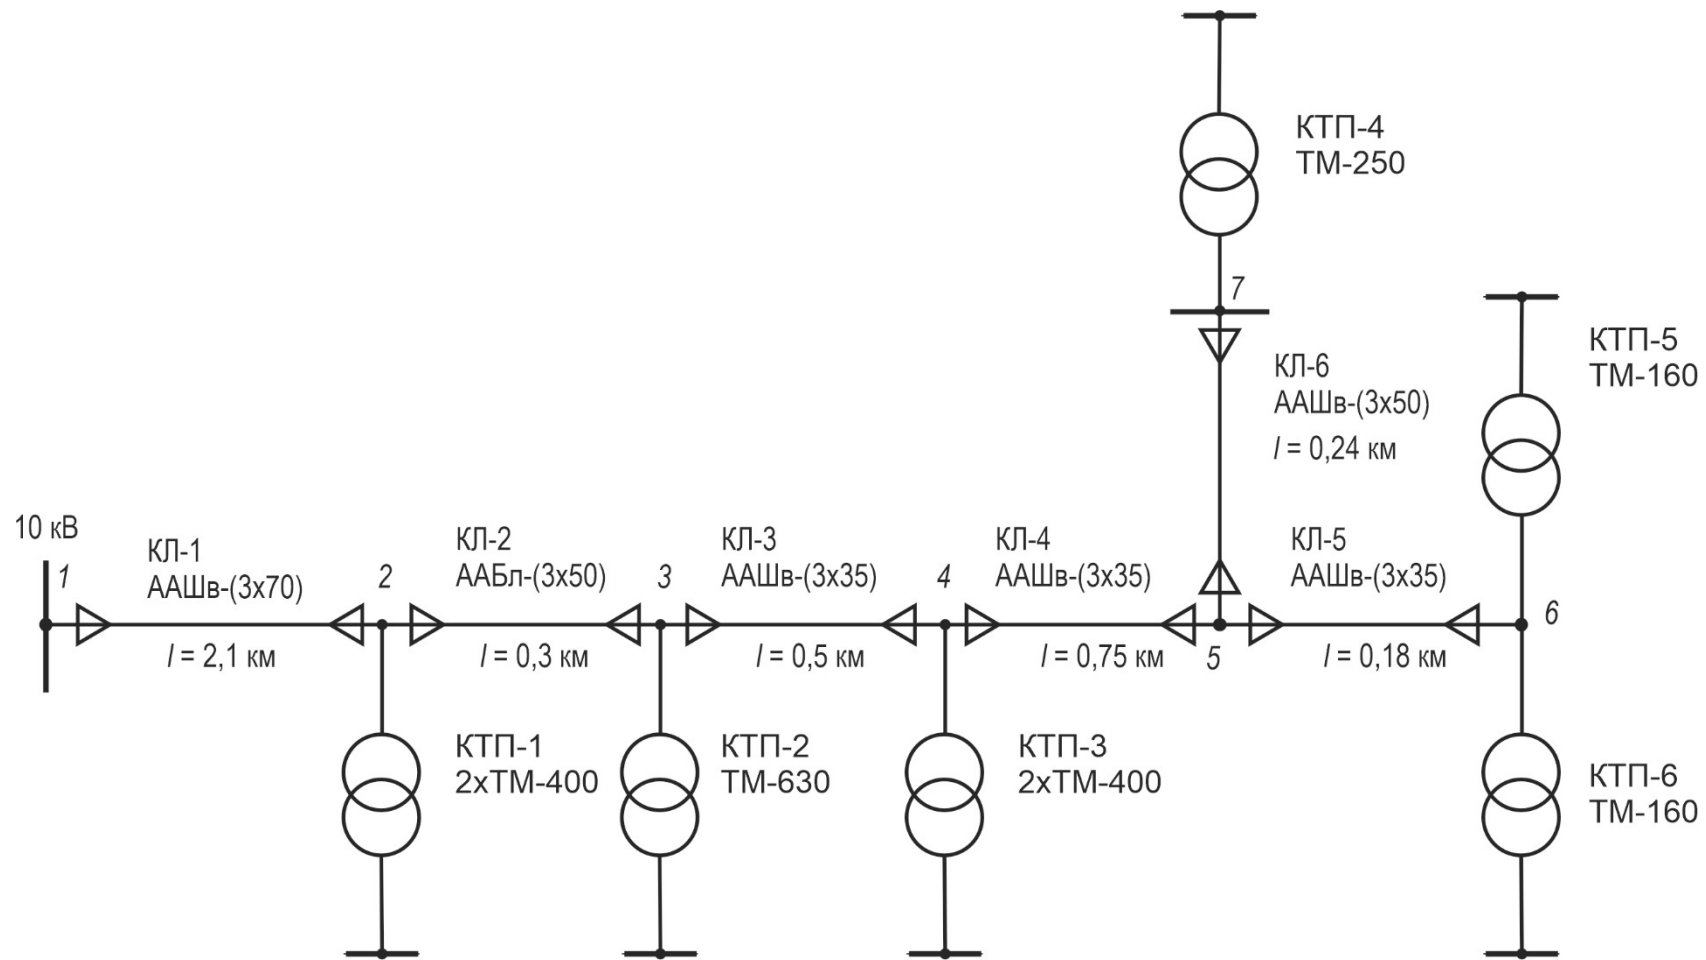 КТП-4
ТМ-250
7
КЛ-6
ААШв-(3х50)
l = 0,24 км
КТП-5
ТМ-160
10 кВ
1
КЛ-1
ААШв-(3х70)
l = 2,1 км
2
КЛ-2
ААБл-(3х50)
l = 0,3 км
3
КЛ-3
ААШв-(3х35)
l = 0,5 км
4
КЛ-4
ААШв-(3х35)
l = 0,75 км
5
КЛ-5
ААШв-(3х35)
l = 0,18 км
6
КТП-1
2хТМ-400
КТП-2
ТМ-630
КТП-3
2хТМ-400
КТП-6
ТМ-160